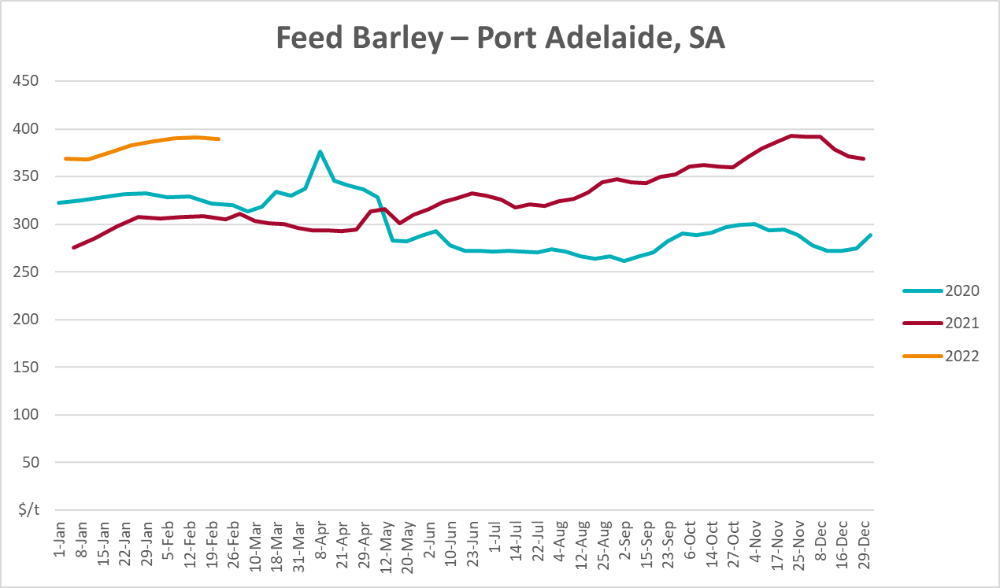 Feed Barley – Port Adelaide, SA
450
400
350
300
250
200
150
100
50
$/t
1-Jan
8-Jan
15-Jan
22-Jan
29-Jan
5-Feb
12-Feb
19-Feb
26-Feb
10-Mar
18-Mar
31-Mar
8-Apr
21-Apr
29-Apr
12-May
20-May
2-Jun
10-Jun
23-Jun
1-Jul
14-Jul
22-Jul
4-Aug
12-Aug
25-Aug
2-Sep
15-Sep
23-Sep
6-Oct
14-Oct
27-Oct
4-Nov
17-Nov
25-Nov
8-Dec
16-Dec
29-Dec
2020
2021
2022